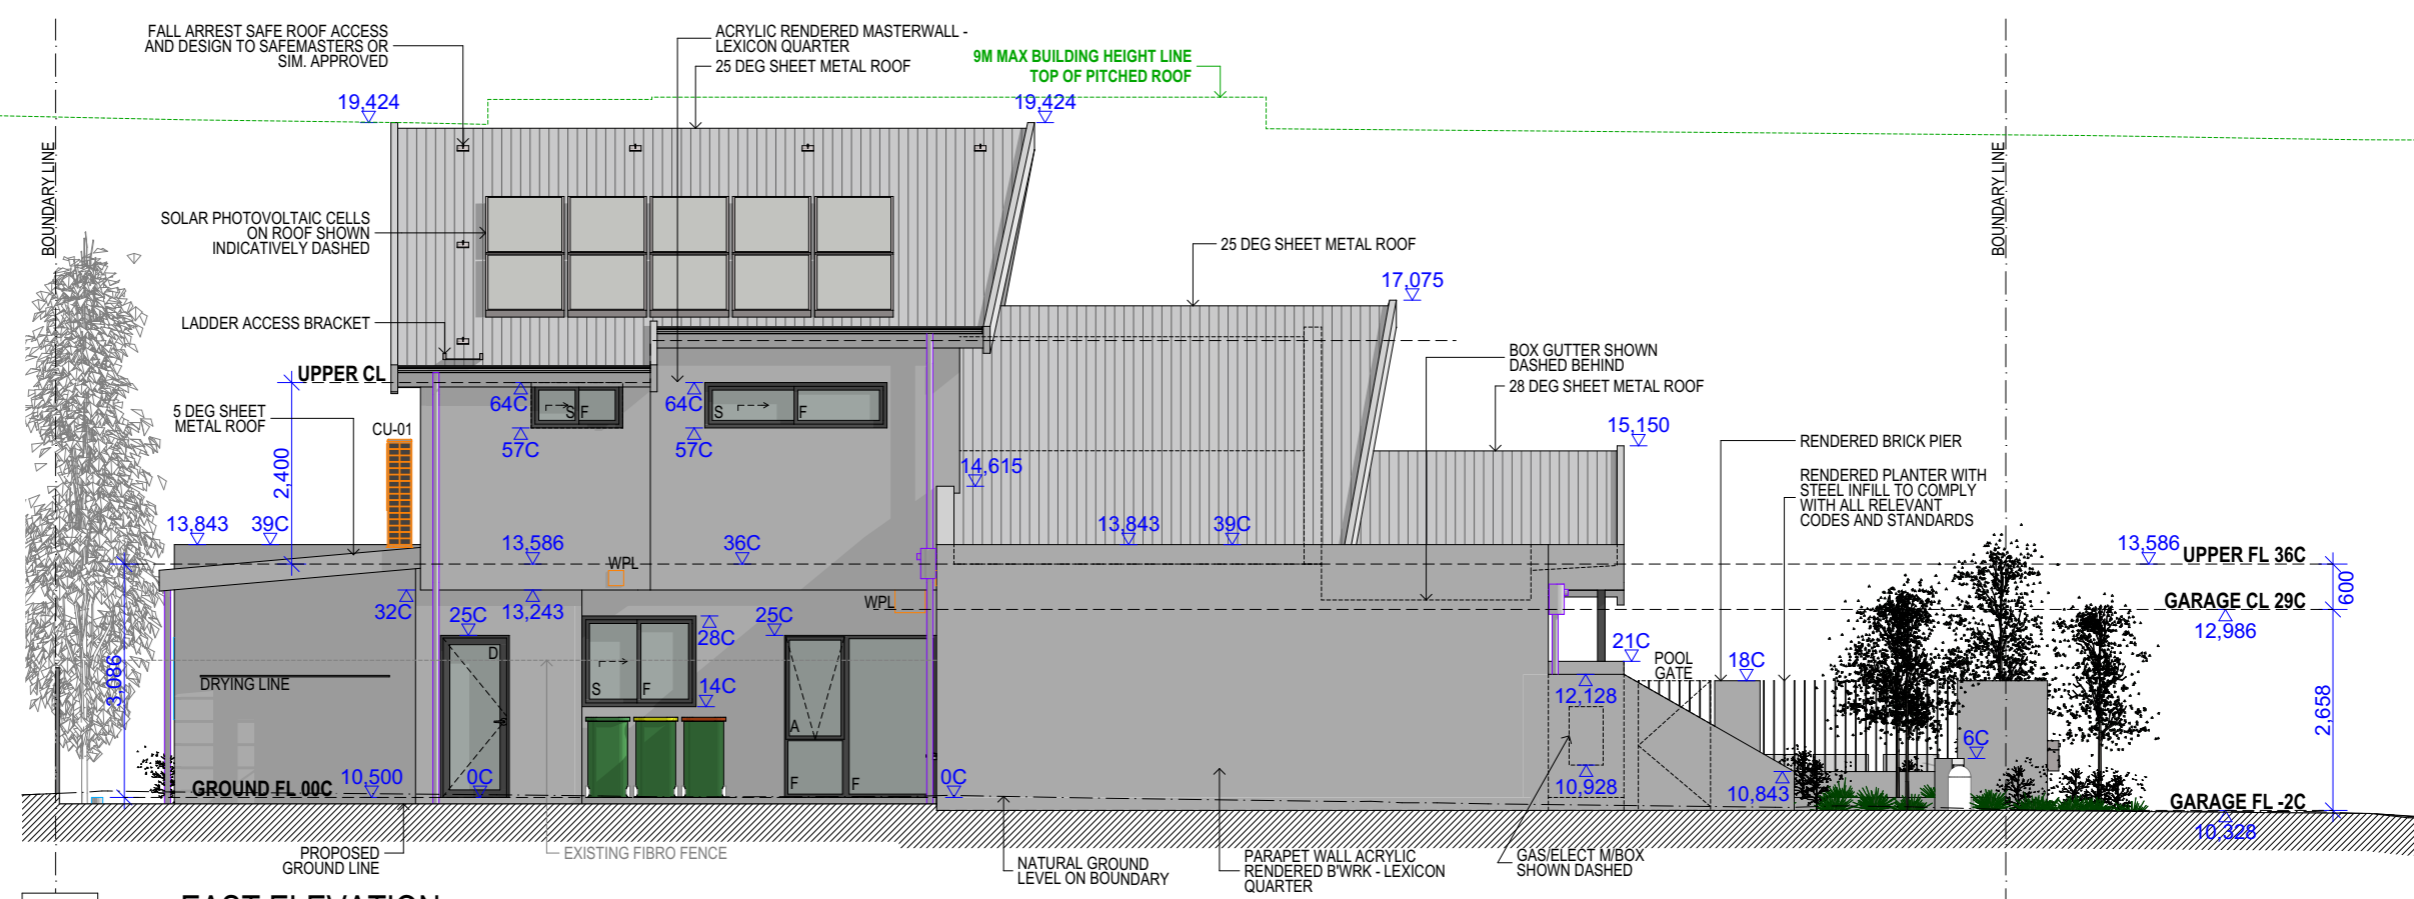 FALL ARREST SAFE ROOF ACCESS
AND DESIGN TO SAFEMASTERS OR
SIM. APPROVED
ACRYLIC RENDERED MASTERWALL -
LEXICON QUARTER
25 DEG SHEET METAL ROOF
9M MAX BUILDING HEIGHT LINE
TOP OF PITCHED ROOF
19,424
19,424
BOUNDARY LINE
BOUNDARY LINE
SOLAR PHOTOVOLTAIC CELLS
ON ROOF SHOWN
INDICATIVELY DASHED
25 DEG SHEET METAL ROOF
17,075
LADDER ACCESS BRACKET
BOX GUTTER SHOWN
DASHED BEHIND
28 DEG SHEET METAL ROOF
UPPER CL
64C
S F
64C
S F
5 DEG SHEET
METAL ROOF
CU-01
57C
57C
15,150
RENDERED BRICK PIER
2,400
14,615
RENDERED PLANTER WITH
STEEL INFILL TO COMPLY
WITH ALL RELEVANT
CODES AND STANDARDS
13,843
39C
13,586
36C
13,843
39C
13,586
UPPER FL 36C
WPL
WPL
600
32C
13,243
GARAGE CL 29C
12,986
25C
28C
25C
21C
D
POOL
GATE
18C
3,086
DRYING LINE
S F
14C
12,128
2,658
A
6C
GROUND FL 00C
10,500
0C
F F
0C
10,928
10,843
GARAGE FL -2C
10,328
PROPOSED
GROUND LINE
EXISTING FIBRO FENCE
NATURAL GROUND
LEVEL ON BOUNDARY
PARAPET WALL ACRYLIC
RENDERED B'WRK - LEXICON
QUARTER
GAS/ELECT M/BOX
SHOWN DASHED
EAST ELEVATION